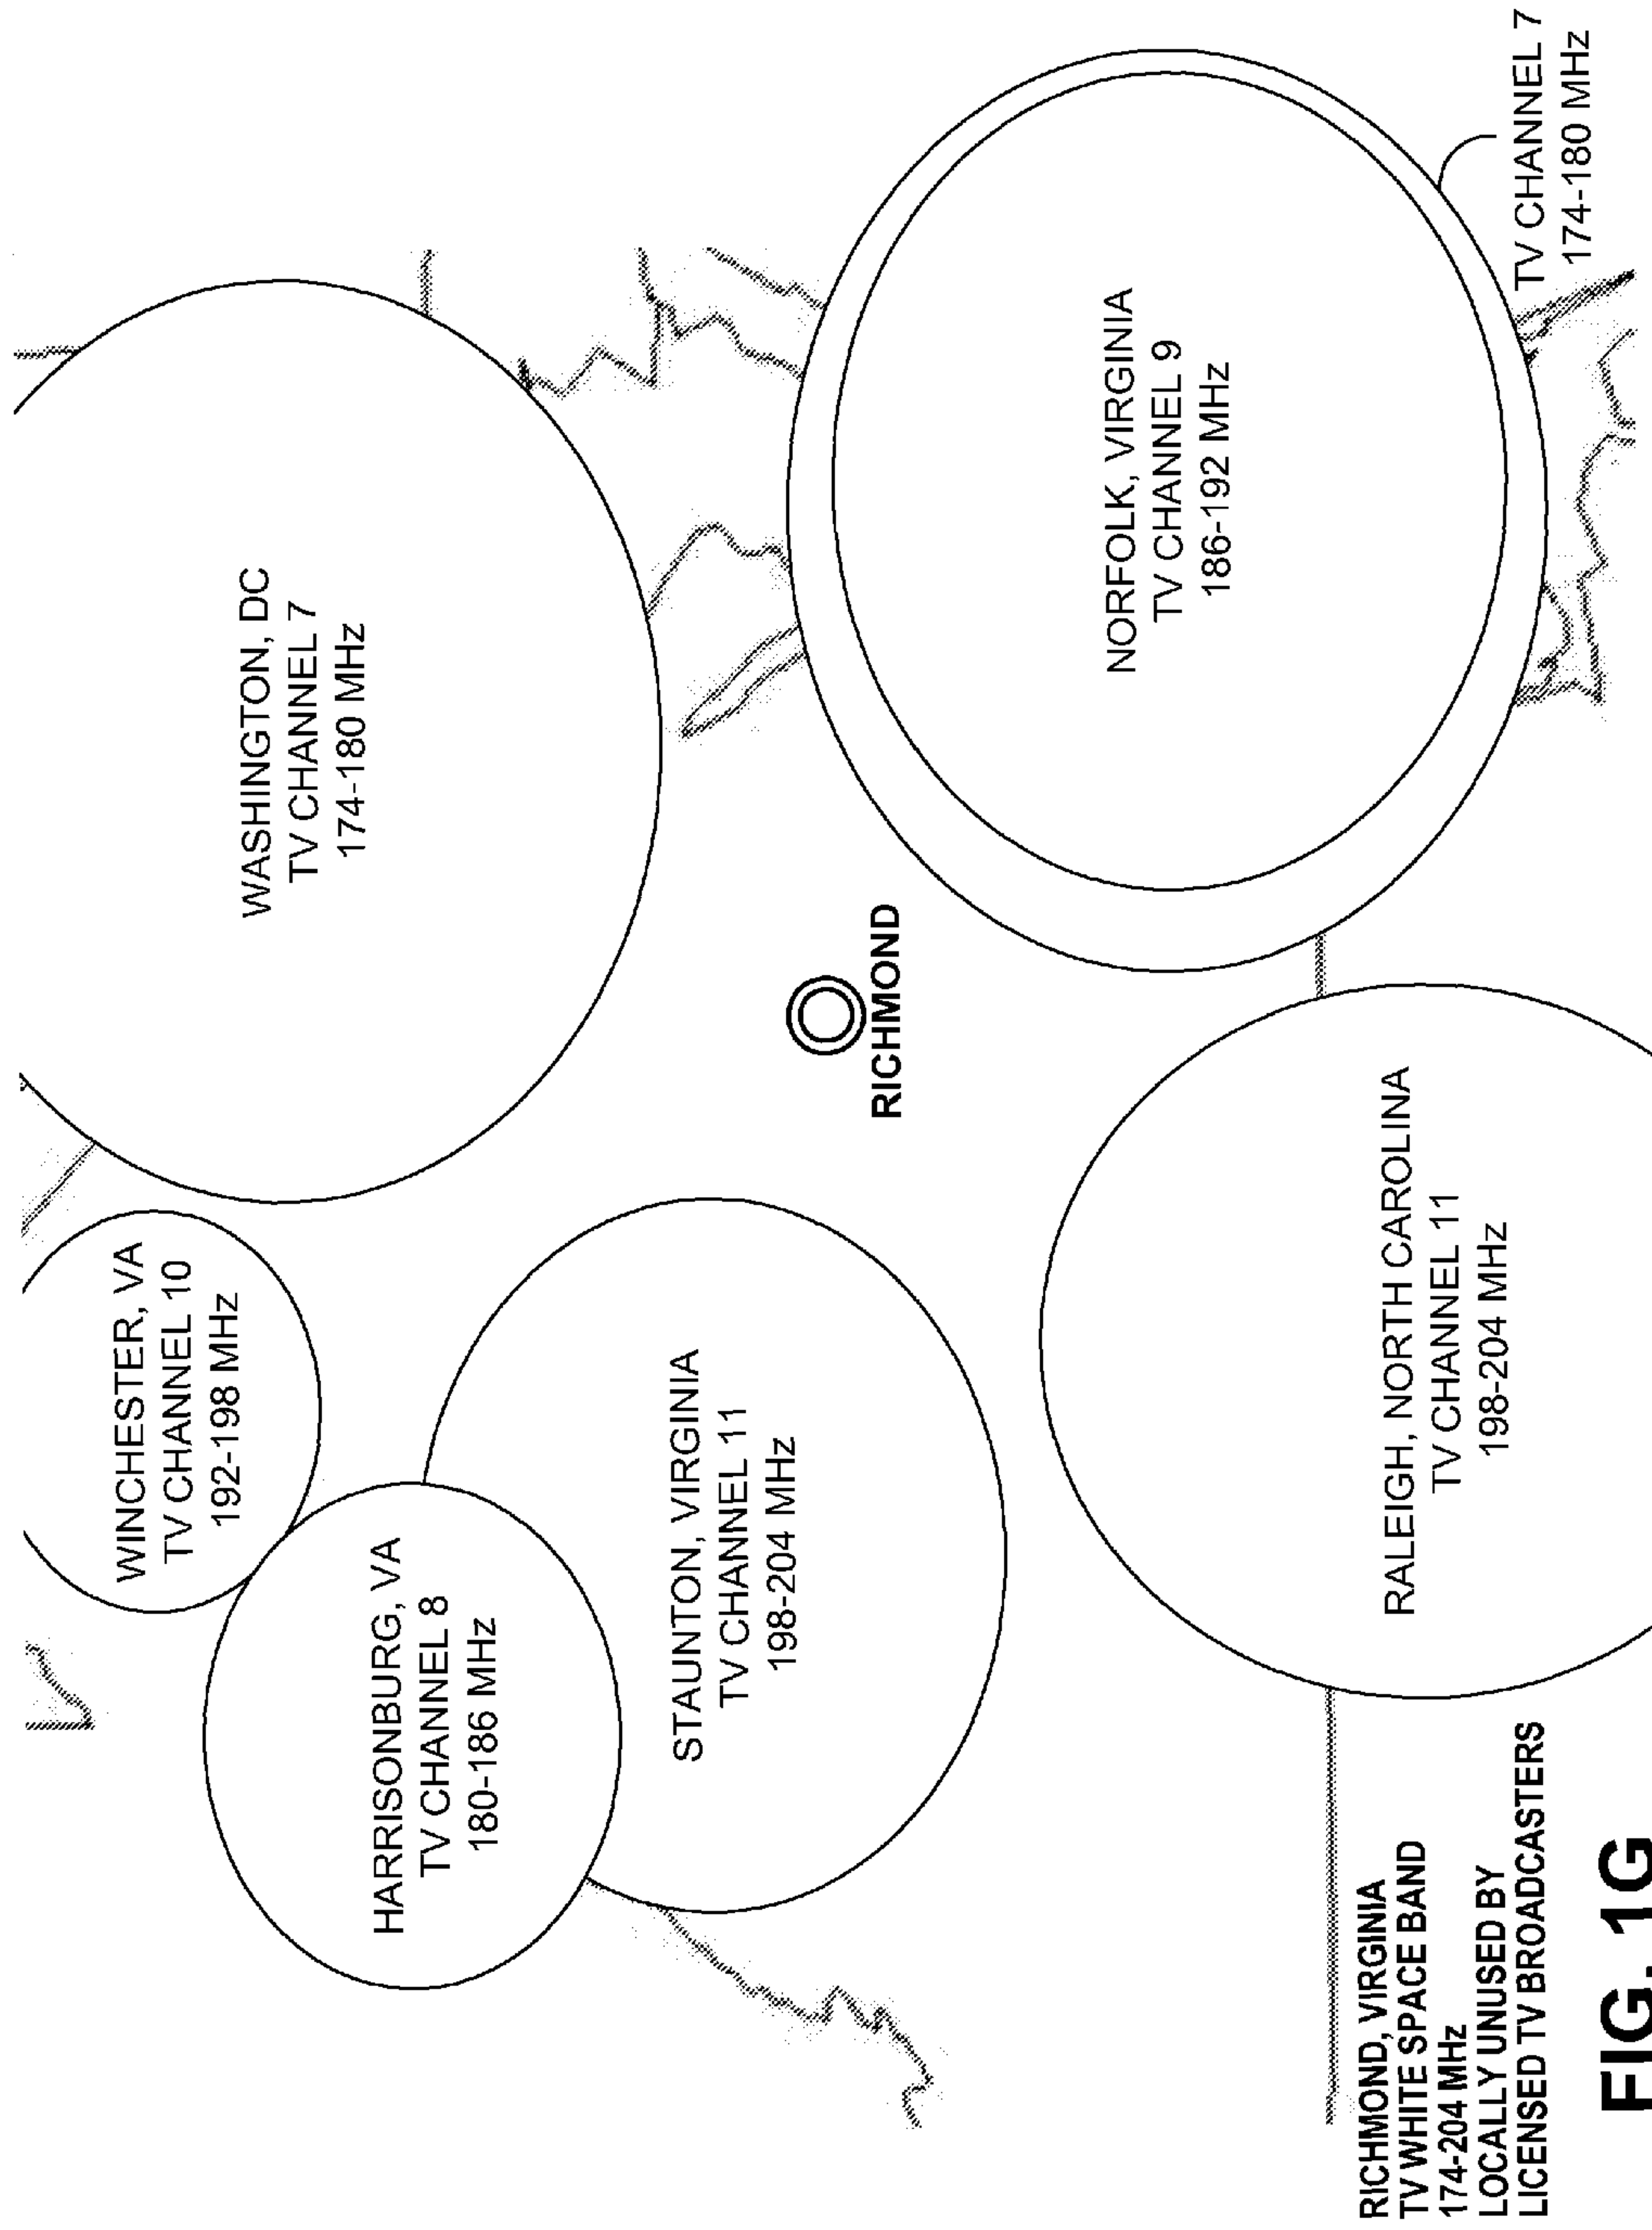 WINCHESTER, VA
TV CHANNEL 10
192-198 MHz
WASHINGTON, DC
TV CHANNEL 7
174-180 MHz
HARRISONBURG, VA
TV CHANNEL 8
180-186 MHz
STAUNTON, VIRGINIA
TV CHANNEL 11
198-204 MHz
RICHMOND
NORFOLK, VIRGINIA
TV CHANNEL 9
186-192 MHz
RALEIGH, NORTH CAROLINA
TV CHANNEL 11
198-204 MHz
TV CHANNEL 7
174-180 MHz
RICHMOND, VIRGINIA
TV WHITE SPACE BAND
174-204 MHz
LOCALLY UNUSED BY
LICENSED TV BROADCASTERS
FIG. 1G